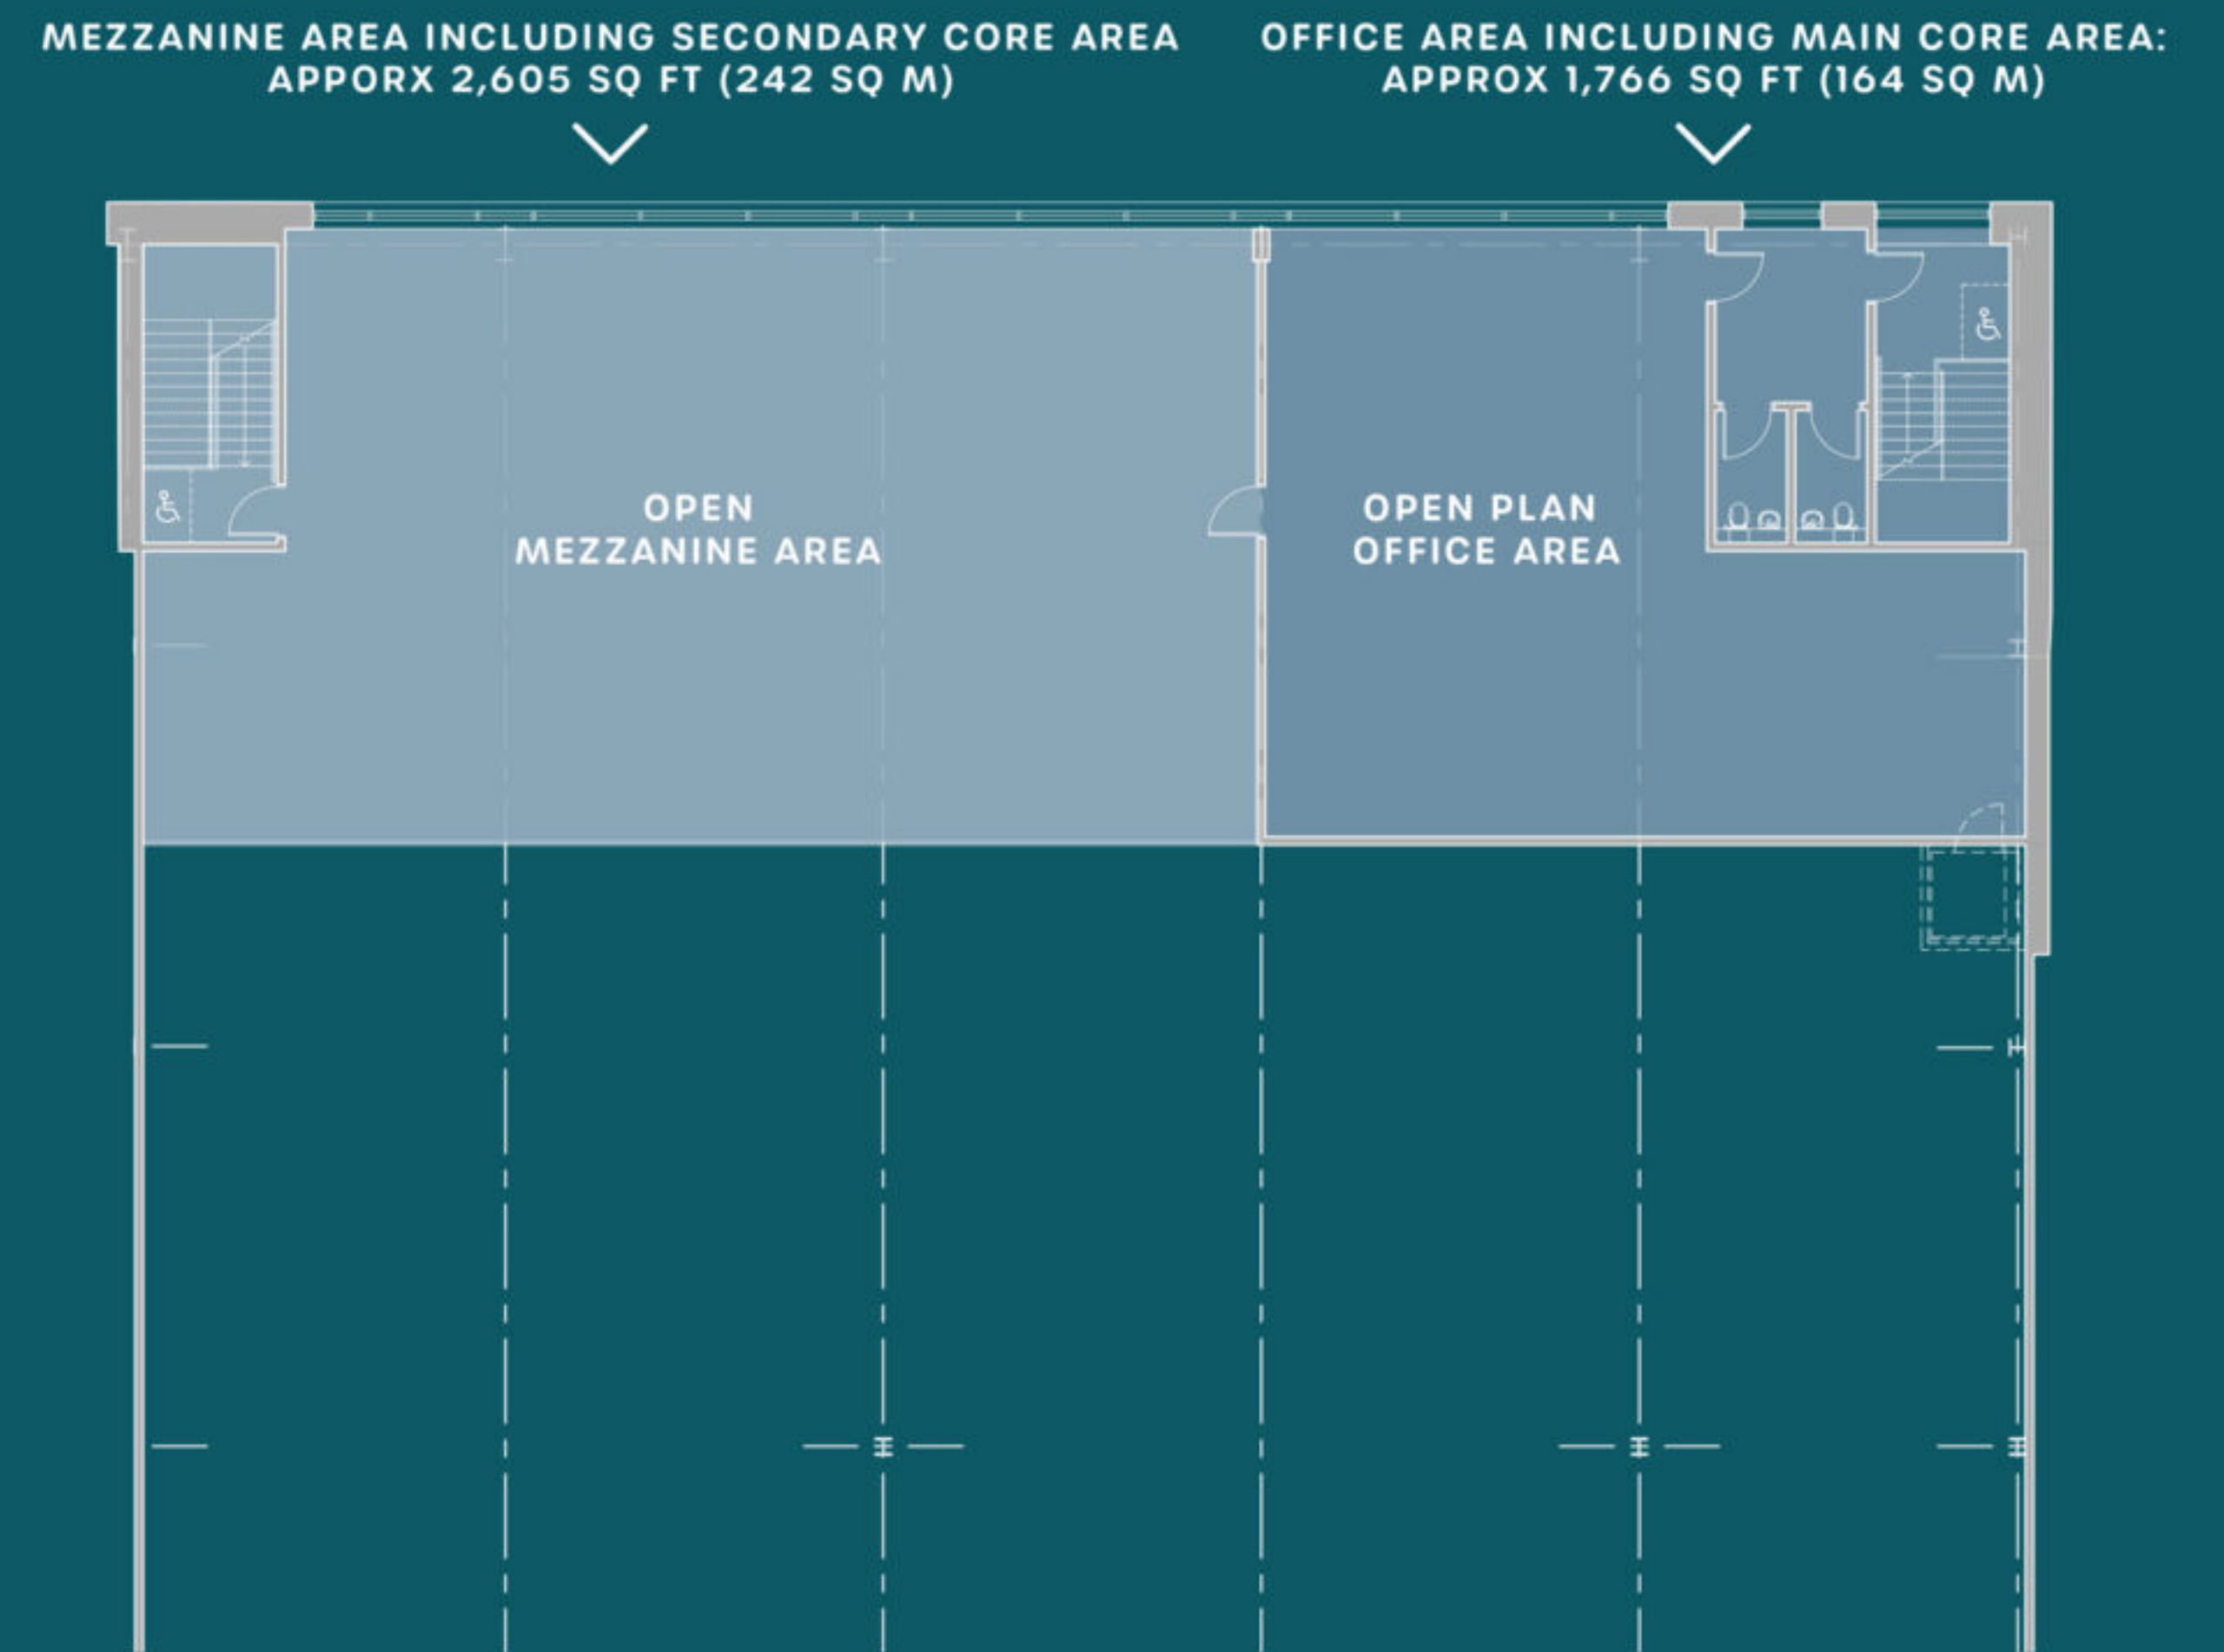 MEZZANINE AREA INCLUDING SECONDARY CORE AREA
APPORX 2,605 SQ FT (242 SQ M)
OFFICE AREA INCLUDING MAIN CORE AREA:
APPROX 1,766 SQ FT (164 SQ M)
OPEN
MEZZANINE AREA
OPEN PLAN
OFFICE AREA